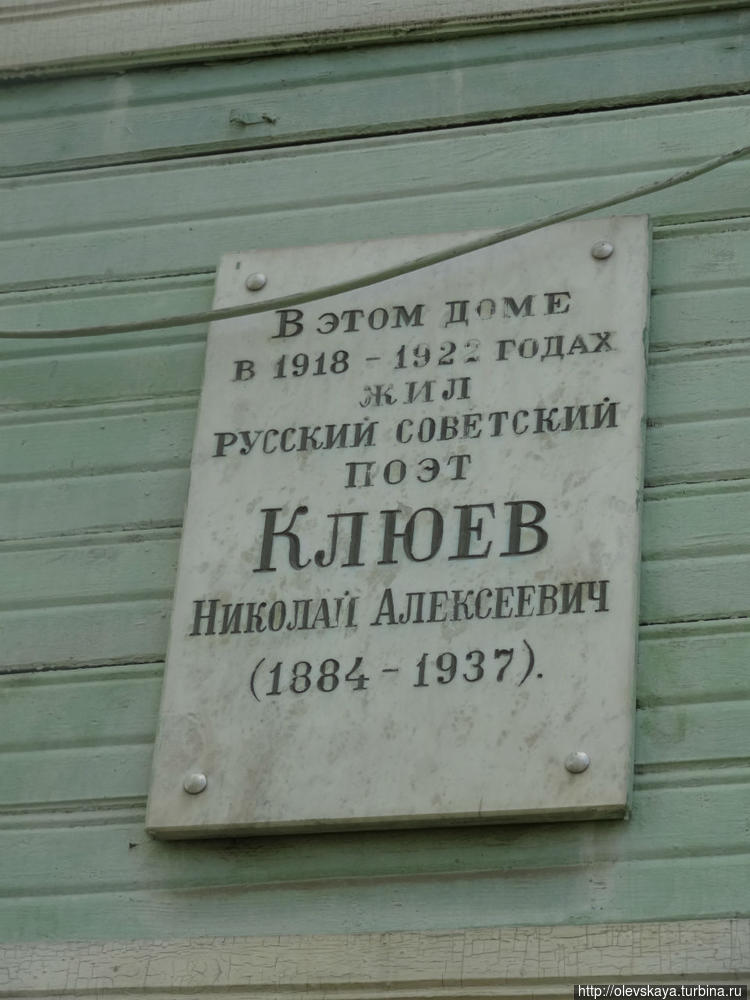 В этом доме
в 1918 – 1922 годах
жил
русский советский
поэт
Клюев
Николай Алексеевич
(1884 – 1937).
http://olevskaya.turbina.ru